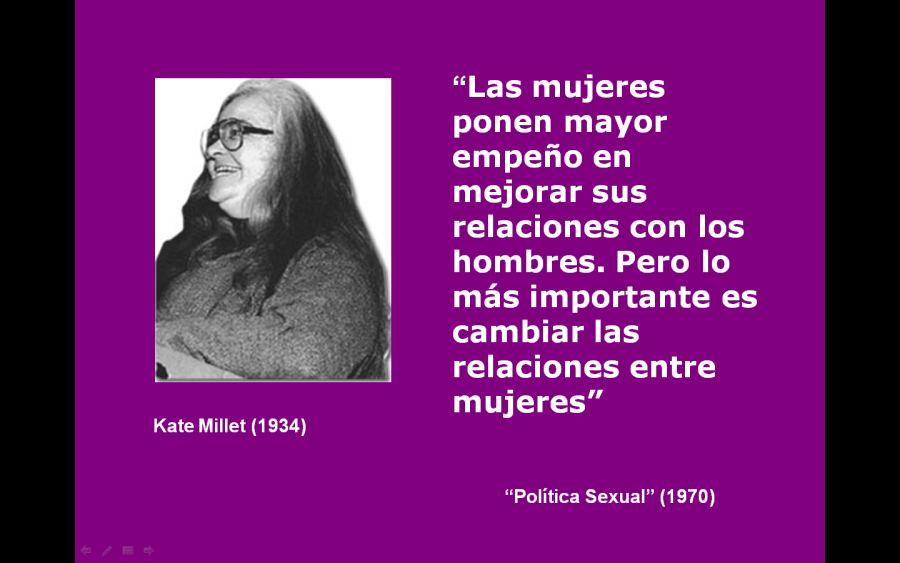 “Las mujeres
ponen mayor
empeño en
mejorar sus
relaciones con los
hombres. Pero lo
más importante es
cambiar las
relaciones entre
mujeres”
Kate Millet (1934)
“Política Sexual” (1970)